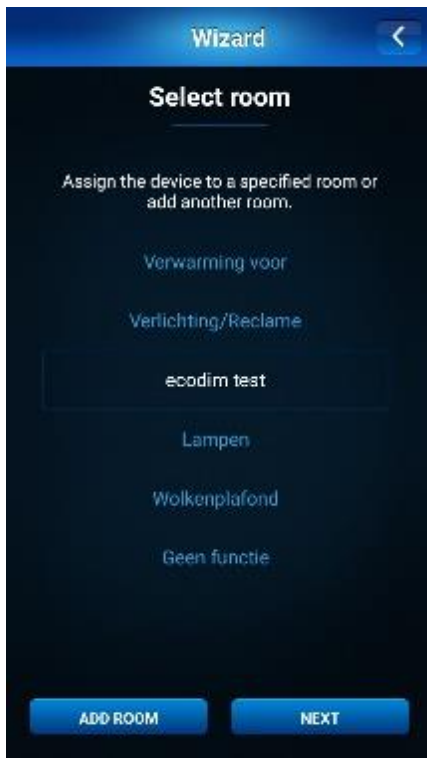 Wizard
Select room
Assign the device to a specified room or
add another room.
Verwarming voor
Verlichting/Reclame
ecodim test
Lampen
Wolkenplafond
Geen functie
ADD ROOM
NEXT